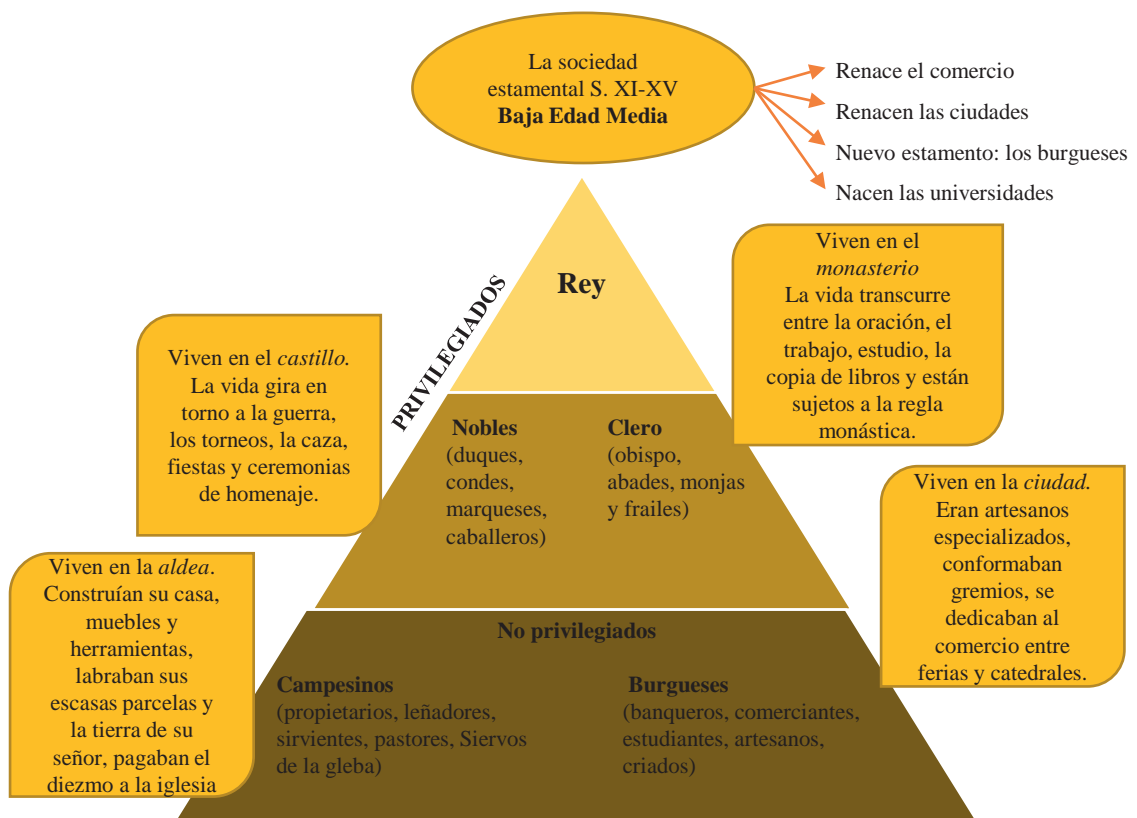 La sociedad
estamental S. XI-XV
Baja Edad Media
Renace el comercio
Renacen las ciudades
Nuevo estamento: los burgueses
Nacen las universidades
PRIVILEGIADOS
Rey
Viven en el
monasterio
La vida transcurre
entre la oración, el
trabajo, estudio, la
copia de libros y están
sujetos a la regla
monástica.
Viven en el castillo.
La vida gira en
torno a la guerra,
los torneos, la caza,
fiestas y ceremonias
de homenaje.
Nobles
(duques,
condes,
marqueses,
caballeros)
Clero
(obispo,
abades, monjas
y frailes)
Viven en la ciudad.
Eran artesanos
especializados,
conformaban
gremios, se
dedicaban al
comercio entre
ferias y catedrales.
Viven en la aldea.
Construían su casa,
muebles y
herramientas,
labraban sus
escasas parcelas y
la tierra de su
señor, pagaban el
diezmo a la iglesia
No privilegiados
Campesinos
(propietarios, leñadores,
sirvientes, pastores, Siervos
de la gleba)
Burgueses
(banqueros, comerciantes,
estudiantes, artesanos,
criados)